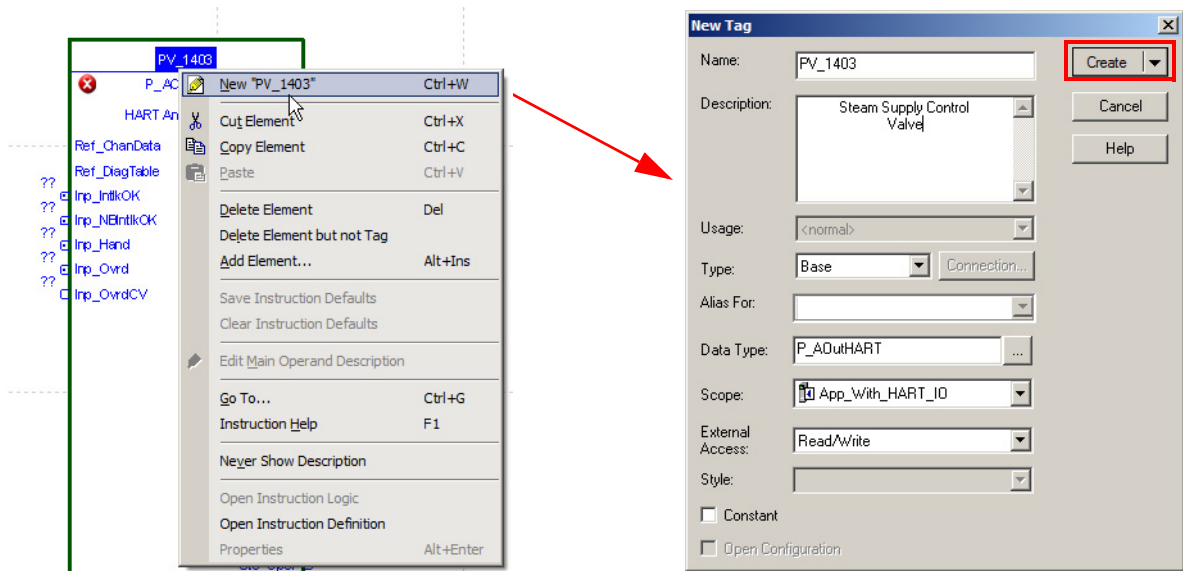 PV_1403
P_AC
HART An
Ref_ChanData
Ref_DiagTable
??
Inp_IntlkOK
??
Inp_NBIntlkOK
??
Inp_Hand
??
Inp_Ovrd
??
Inp_OvrdCV
New "PV_1403" Ctrl+W
Cut Element Ctrl+X
Copy Element Ctrl+C
Paste Ctrl+V
Delete Element Del
Delete Element but not Tag
Add Element... Alt+Ins
Save Instruction Defaults
Clear Instruction Defaults
Edit Main Operand Description
Go To... Ctrl+G
Instruction Help F1
Never Show Description
Open Instruction Logic
Open Instruction Definition
Properties Alt+Enter
New Tag
Name: PV_1403
Create
Description: Steam Supply Control
Valve
Cancel
Help
Usage: <normal>
Type: Base Connection...
Alias For:
Data Type: P_AOutHART ...
Scope: App_With_HART_IO
External
Access: Read/Write
Style:
Constant
Open Configuration